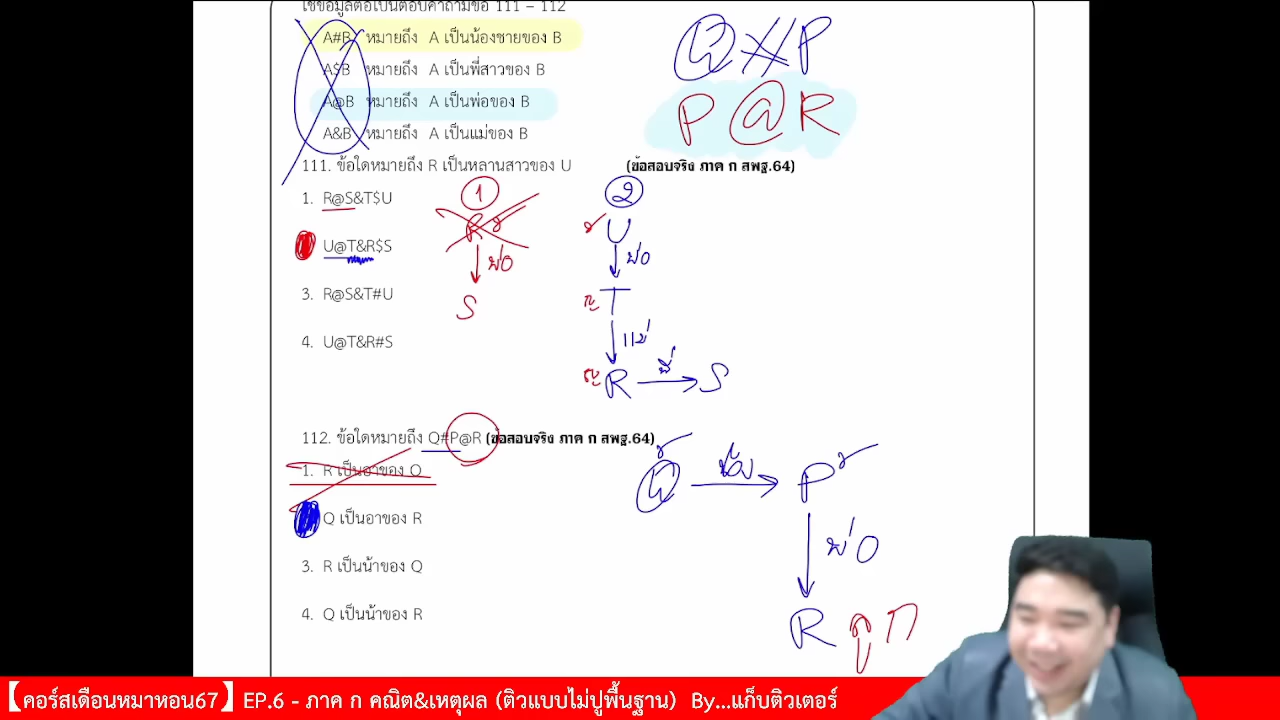 ใช้ข้อมูลต่อไปนี้ตอบคำถามข้อ 111 – 112
A#B หมายถึง A เป็นน้องชายของ B
A$B หมายถึง A เป็นพี่สาวของ B
A@B หมายถึง A เป็นพ่อของ B
A&B หมายถึง A เป็นแม่ของ B
Q#P
P@R
111. ข้อใดหมายถึง R เป็นหลานสาวของ U (ข้อสอบจริง ภาค ก สพฐ.64)
1. R@S&T$U
U@T&R$S
3. R@S&T#U
4. U@T&R#S
1
R ช
พ่อ
S
2
ช U
พ่อ
ญ T
แม่
ญ R พี่ S
112. ข้อใดหมายถึง Q#P@R (ข้อสอบจริง ภาค ก สพฐ.64)
1. R เป็นอาของ Q
Q เป็นอาของ R
3. R เป็นน้าของ Q
4. Q เป็นน้าของ R
Q ช น้อง P ช
พ่อ
R ลูก
【คอร์สเดือนหมาหอน67】 EP.6 - ภาค ก คณิต&เหตุผล (ติวแบบไม่ปูพื้นฐาน) By...แก็บติวเตอร์